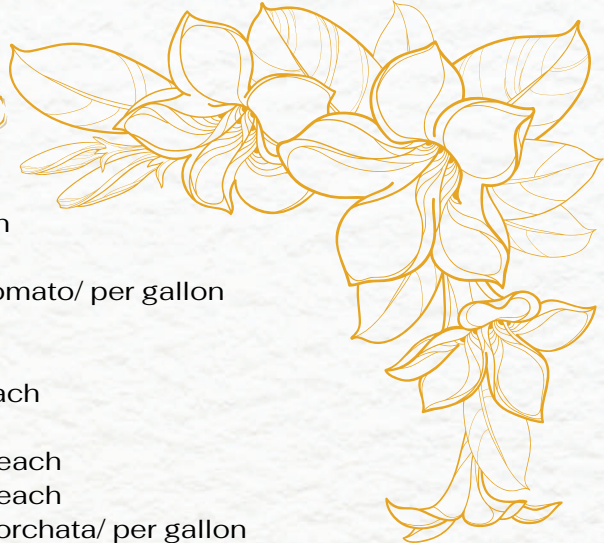 n
omato/ per gallon
ach
each
each
orchata/ per gallon